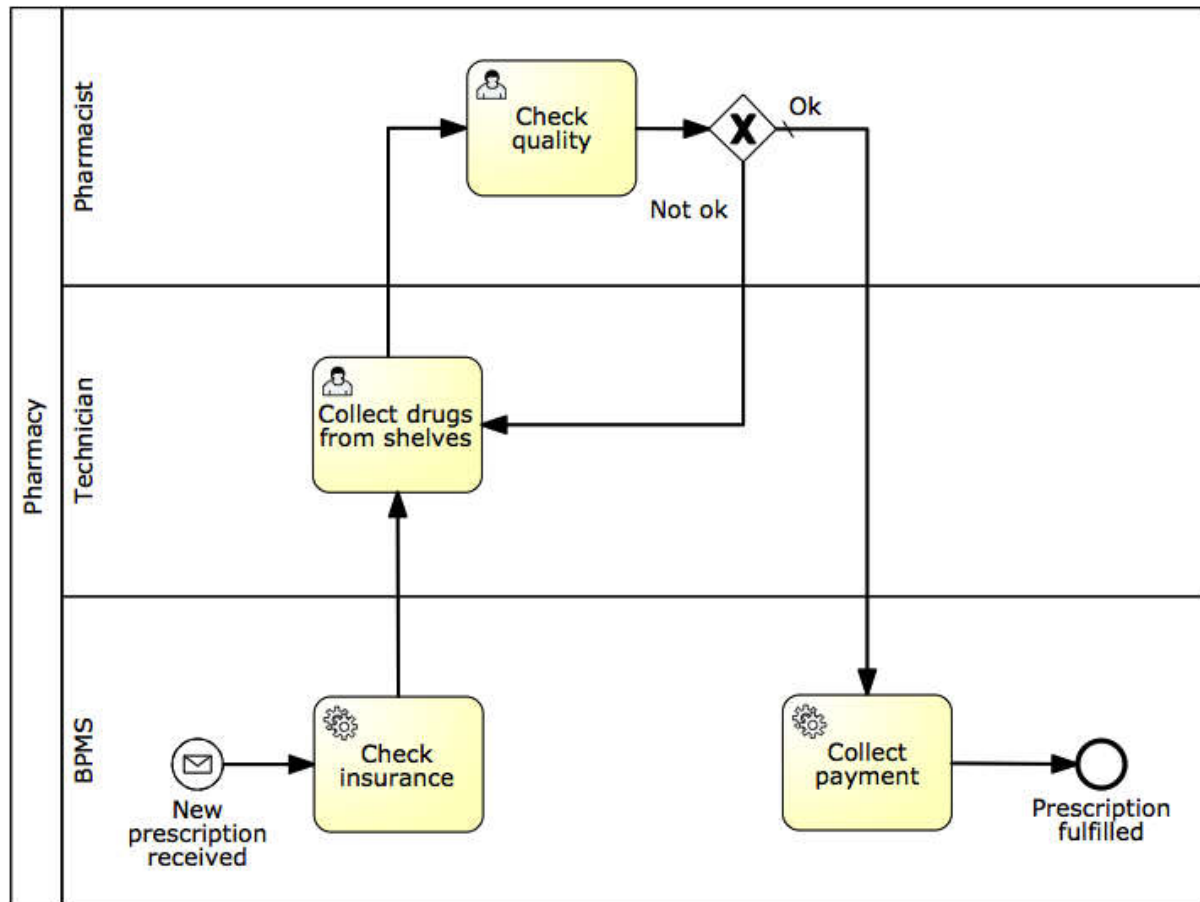 Pharmacy
Pharmacist
Check
quality
X
Ok
Not ok
Technician
Collect drugs
from shelves
BPMS
New
prescription
received
Check
insurance
Collect
payment
Prescription
fulfilled